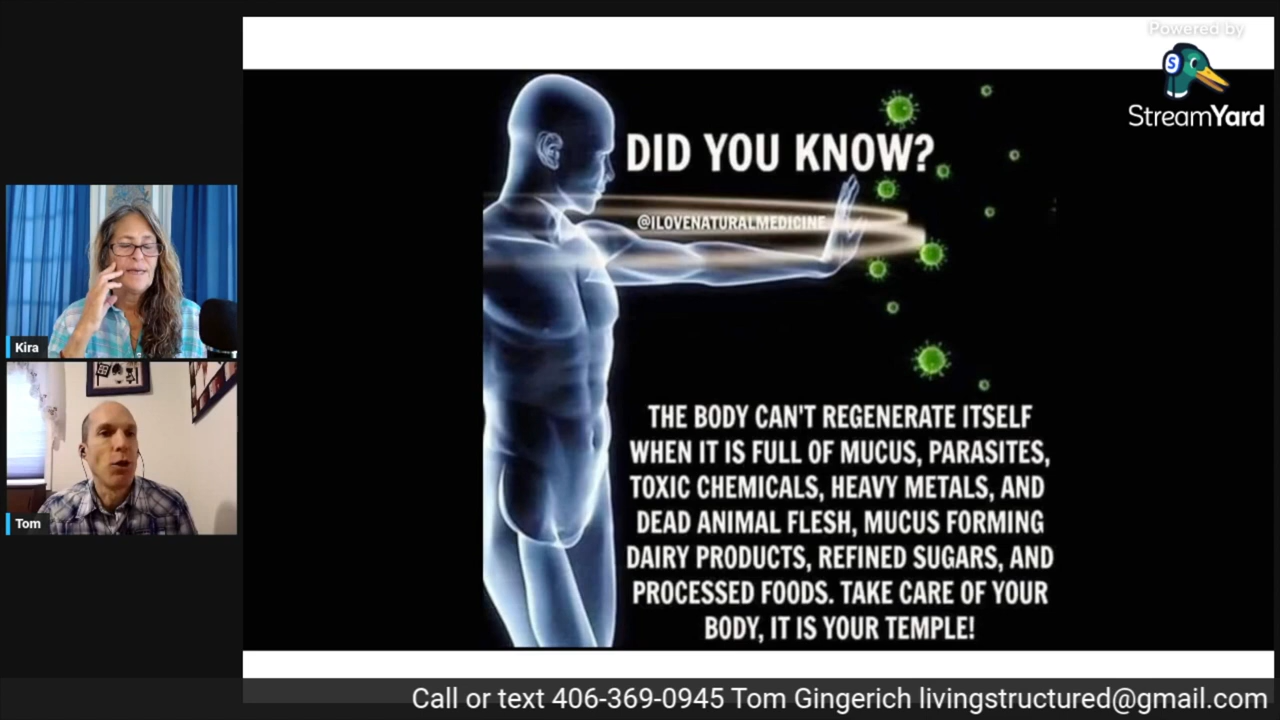 Powered by
S
StreamYard
DID YOU KNOW?
@ILOVENATURALMEDICINE
THE BODY CAN'T REGENERATE ITSELF
WHEN IT IS FULL OF MUCUS, PARASITES,
TOXIC CHEMICALS, HEAVY METALS, AND
DEAD ANIMAL FLESH, MUCUS FORMING
DAIRY PRODUCTS, REFINED SUGARS, AND
PROCESSED FOODS. TAKE CARE OF YOUR
BODY, IT IS YOUR TEMPLE!
Kira
Tom
Call or text 406-369-0945 Tom Gingerich livingstructured@gmail.com